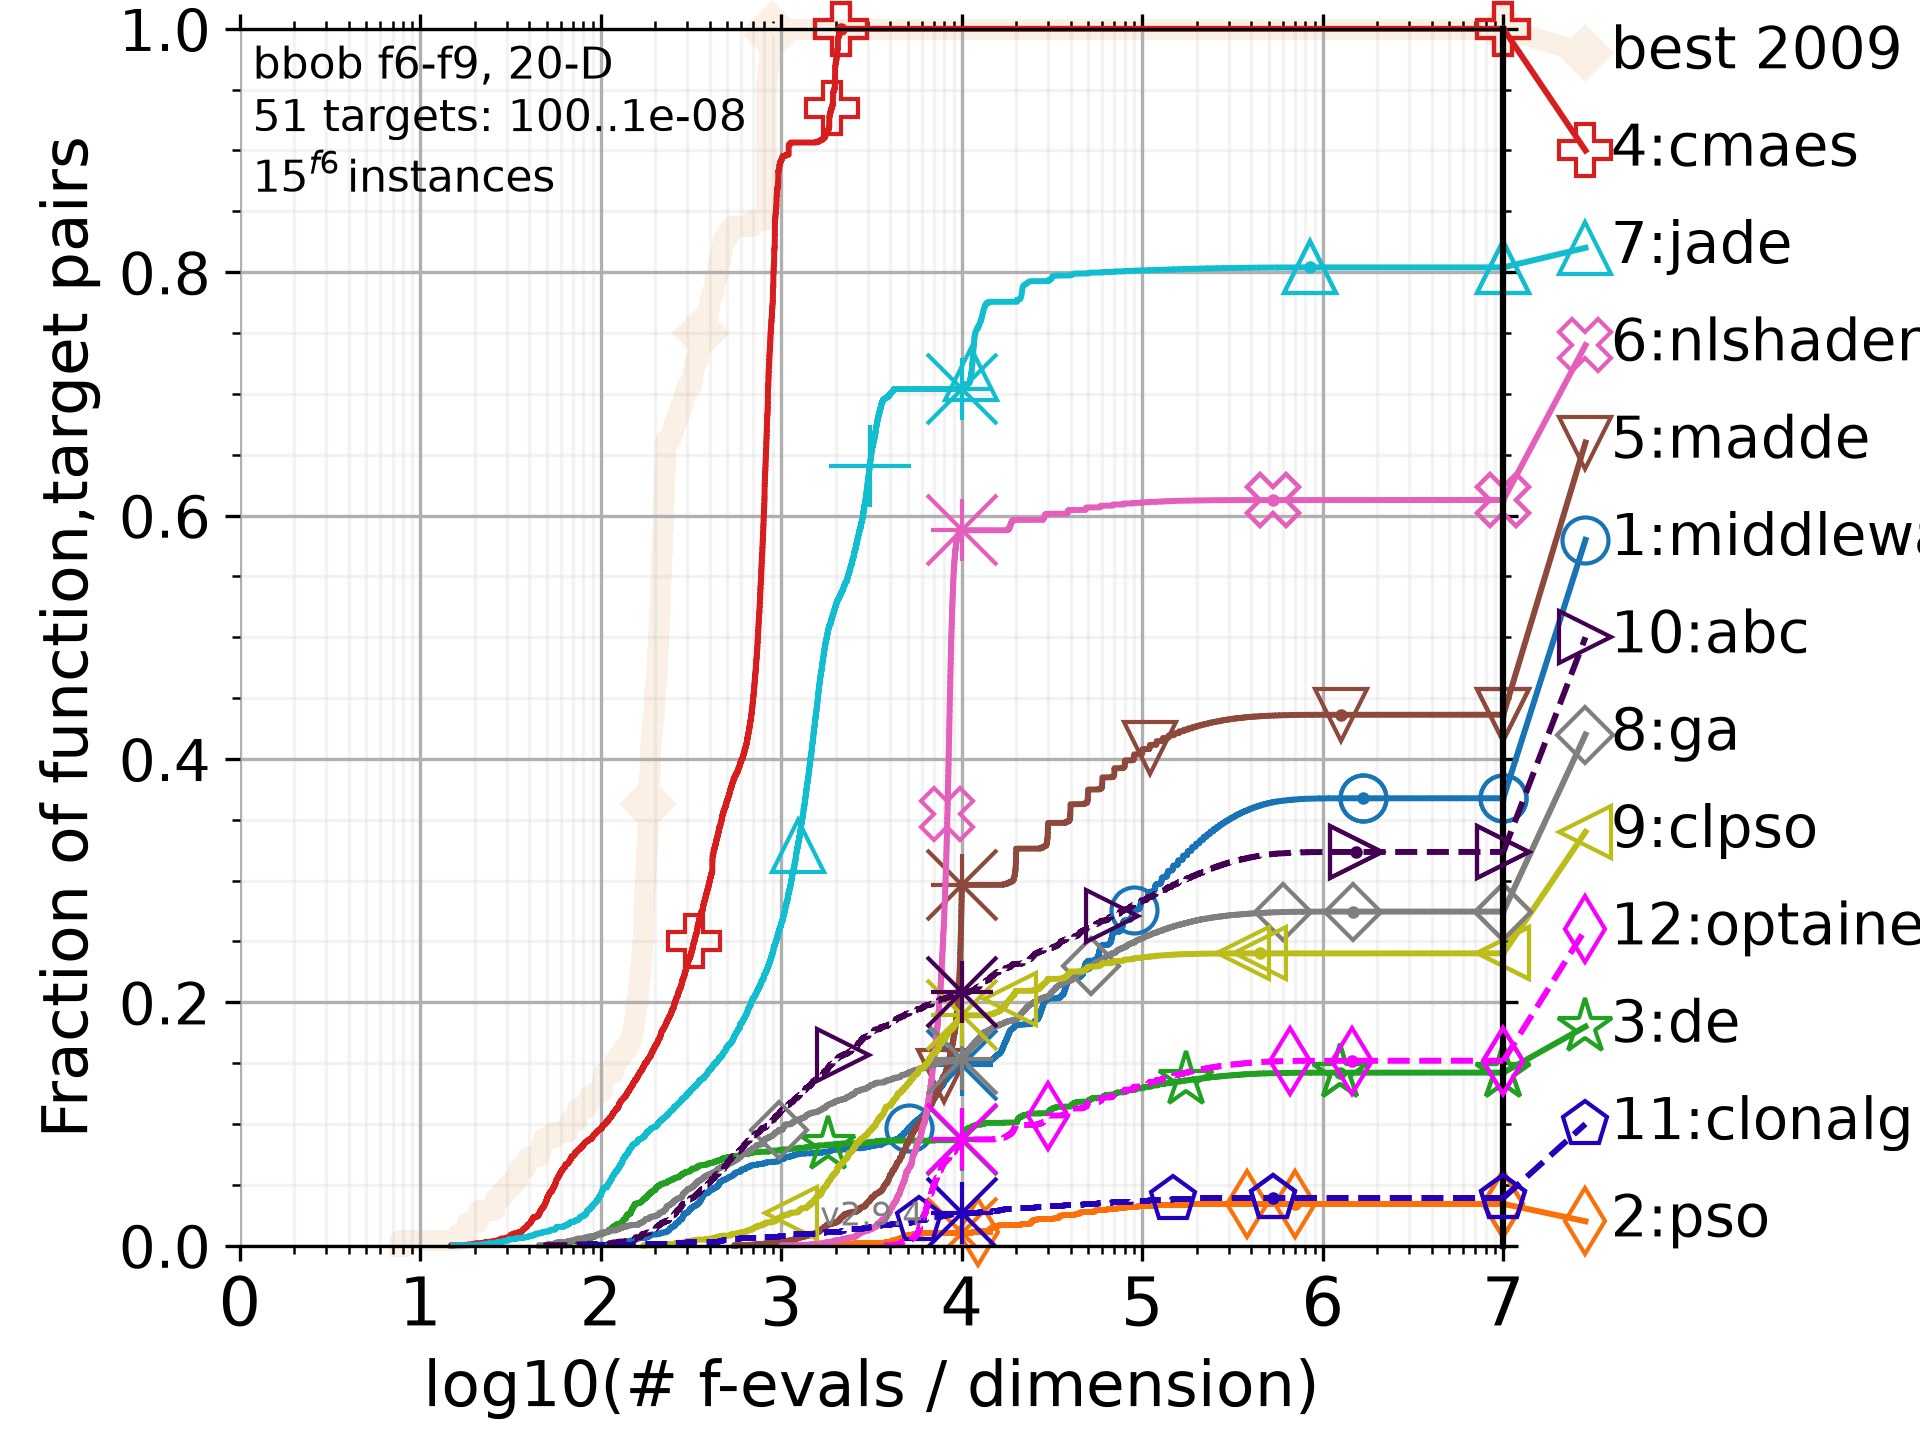 1.0
0.8
0.6
0.4
0.2
0.0
Fraction of function,target pairs
bbob f6-f9, 20-D
51 targets: 100..1e-08
15f6 instances
best 2009
4:cmaes
7:jade
6:nlshader
5:madde
1:middlewa
10:abc
8:ga
9:clpso
12:optaine
3:de
11:clonalg
2:pso
0 1 2 3 4 5 6 7
log10(# f-evals / dimension)